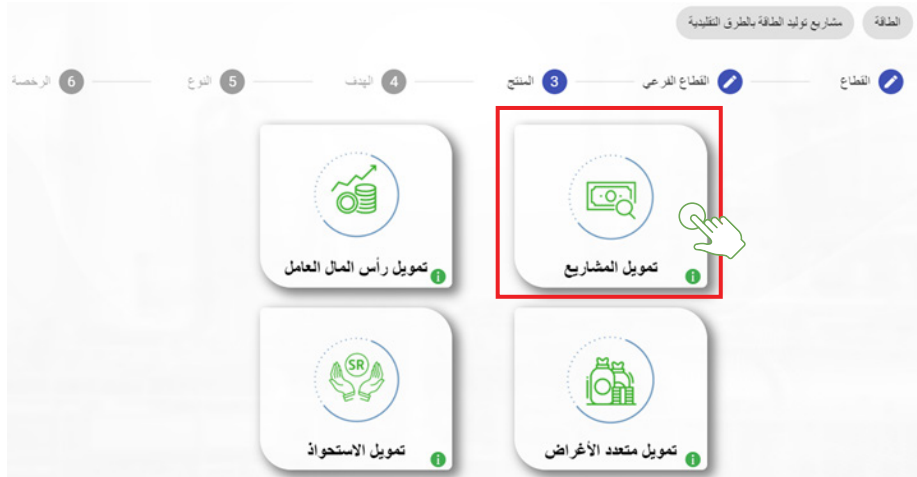 الطاقة
مشاريع توليد الطاقة بالطرق التقليدية
القطاع
القطاع الفرعي
3 المنتج
4 الهدف
5 النوع
6 الرخصة
تمويل المشاريع
تمويل رأس المال العامل
SR
تمويل متعدد الأغراض
تمويل الاستحواذ